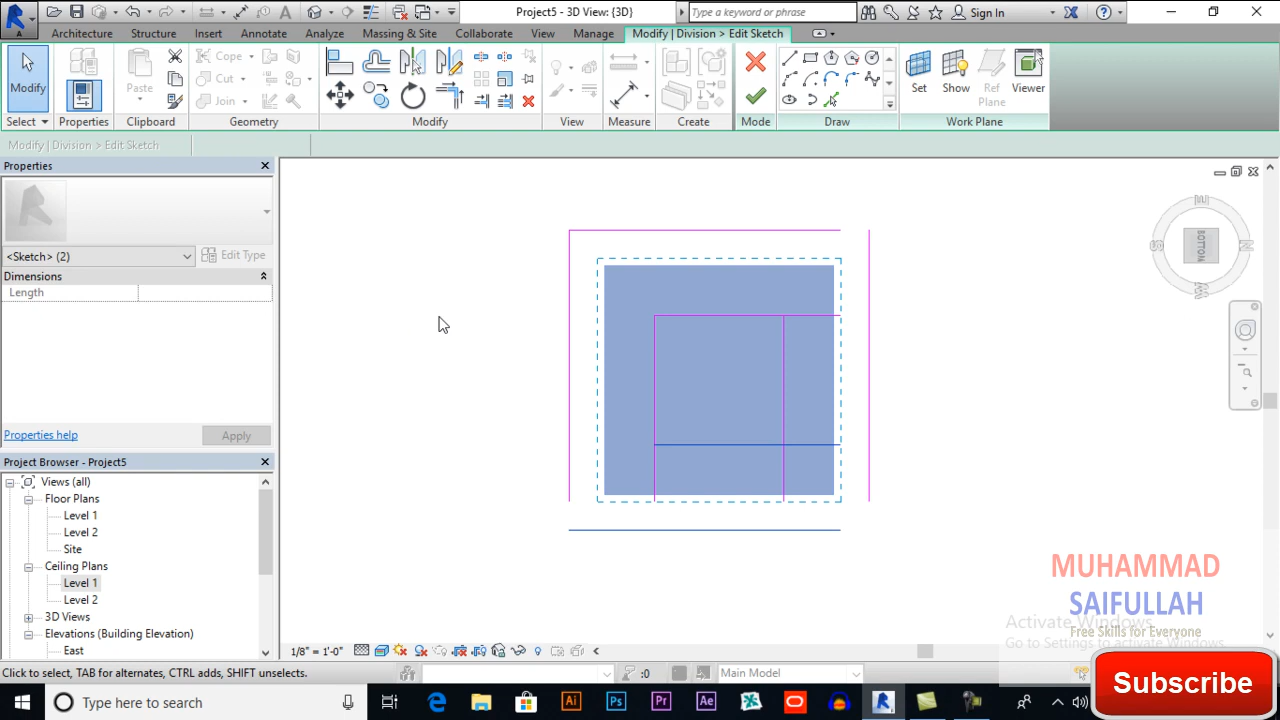 Project5 - 3D View: {3D}
Type a keyword or phrase
Sign In
Architecture Structure Insert Annotate Analyze Massing & Site Collaborate View Manage Modify | Division > Edit Sketch
Modify
Paste
Cope
Cut
Join
Set Show Ref Plane Viewer
Select Properties Clipboard Geometry Modify View Measure Create Mode Draw Work Plane
Modify | Division > Edit Sketch
Properties
<Sketch> (2) Edit Type
Dimensions
Length
Properties help Apply
Project Browser - Project5
Views (all)
Floor Plans
Level 1
Level 2
Site
Ceiling Plans
Level 1
Level 2
3D Views
Elevations (Building Elevation)
East
BOTTOM
E
S
N
W
MUHAMMAD
SAIFULLAH
Activate Windows
Free Skills for Everyone
Go to Settings to activate Windows.
1/8" = 1'-0"
Click to select, TAB for alternates, CTRL adds, SHIFT unselects.
:0
Main Model
Subscribe
Type here to search
Ai Ps Pr Ae